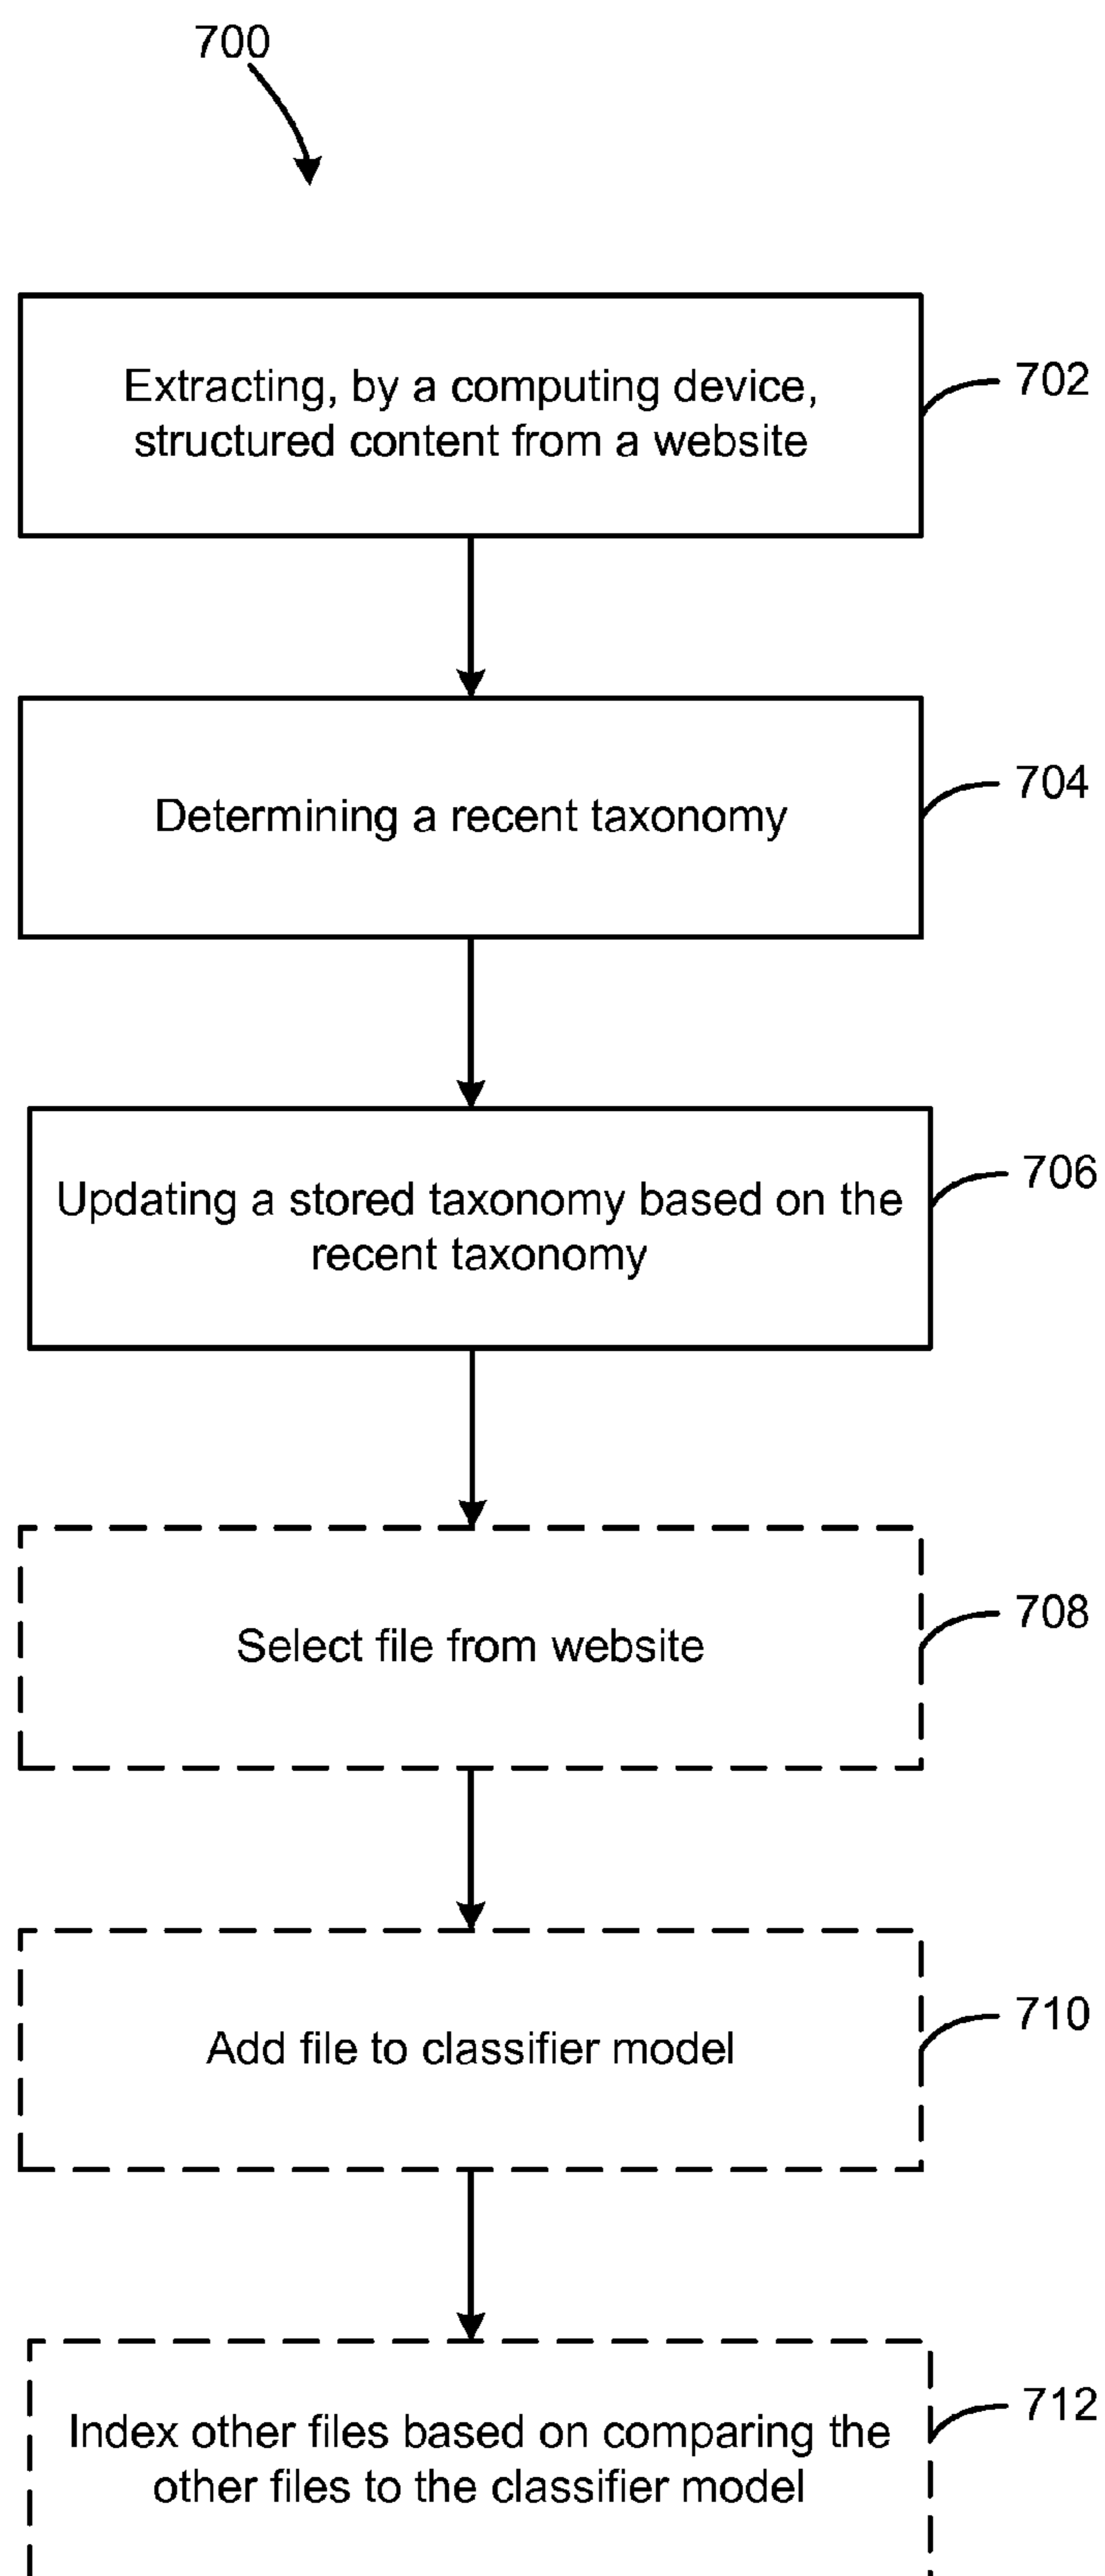 700
Extracting, by a computing device,
structured content from a website
702
Determining a recent taxonomy
704
Updating a stored taxonomy based on the
recent taxonomy
706
Select file from website
708
Add file to classifier model
710
Index other files based on comparing the
other files to the classifier model
712